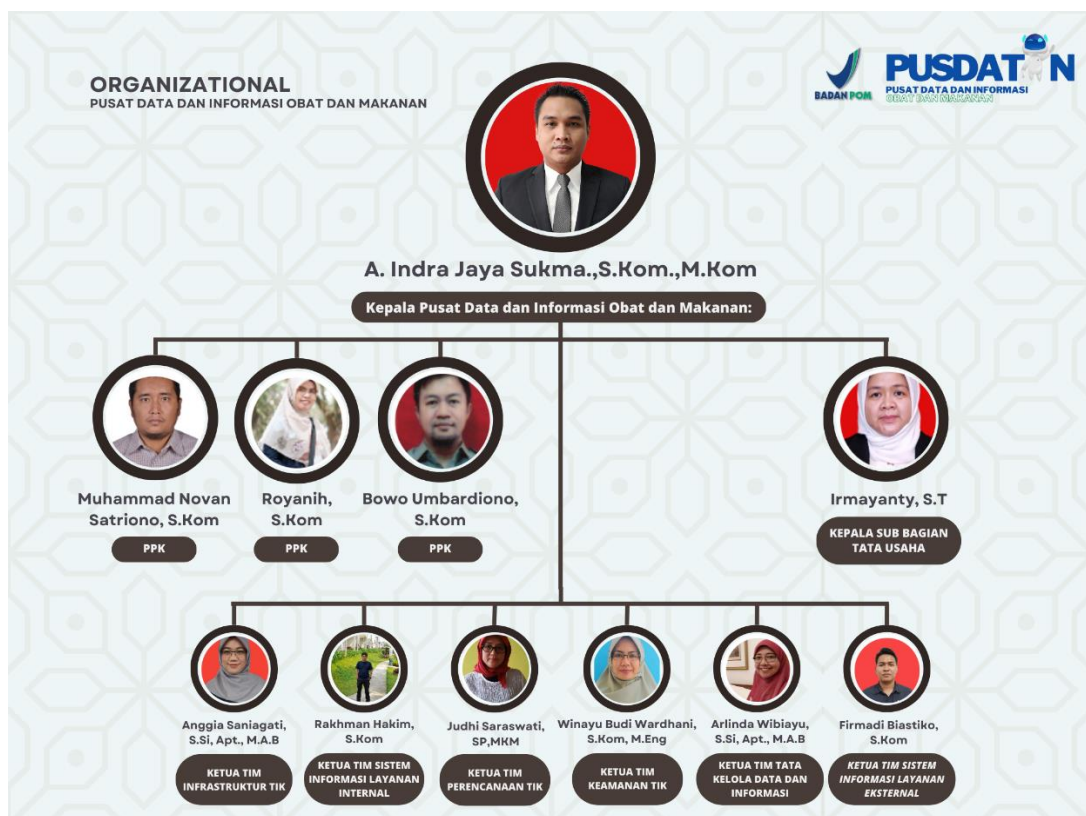 ORGANIZATIONAL
PUSAT DATA DAN INFORMASI OBAT DAN MAKANAN
BADAN POM
PUSDAT N
PUSAT DATA DAN INFORMASI
OBAT DAN MAKANAN
A. Indra Jaya Sukma.,S.Kom.,M.Kom
Kepala Pusat Data dan Informasi Obat dan Makanan:
Muhammad Novan
Satriono, S.Kom
PPK
Royanih,
S.Kom
PPK
Bowo Umbardiono,
S.Kom
PPK
Irmayanty, S.T
KEPALA SUB BAGIAN
TATA USAHA
Anggia Saniagati,
S.Si, Apt., M.A.B
KETUA TIM
INFRASTRUKTUR TIK
Rakhman Hakim,
S.Kom
KETUA TIM SISTEM
INFORMASI LAYANAN
INTERNAL
Judhi Saraswati,
SP,MKM
KETUA TIM
PERENCANAAN TIK
Winayu Budi Wardhani,
S.Kom, M.Eng
KETUA TIM
KEAMANAN TIK
Arlinda Wibiayu,
S.Si, Apt., M.A.B
KETUA TIM TATA
KELOLA DATA DAN
INFORMASI
Firmadi Biastiko,
S.Kom
KETUA TIM SISTEM
INFORMASI LAYANAN
EKSTERNAL